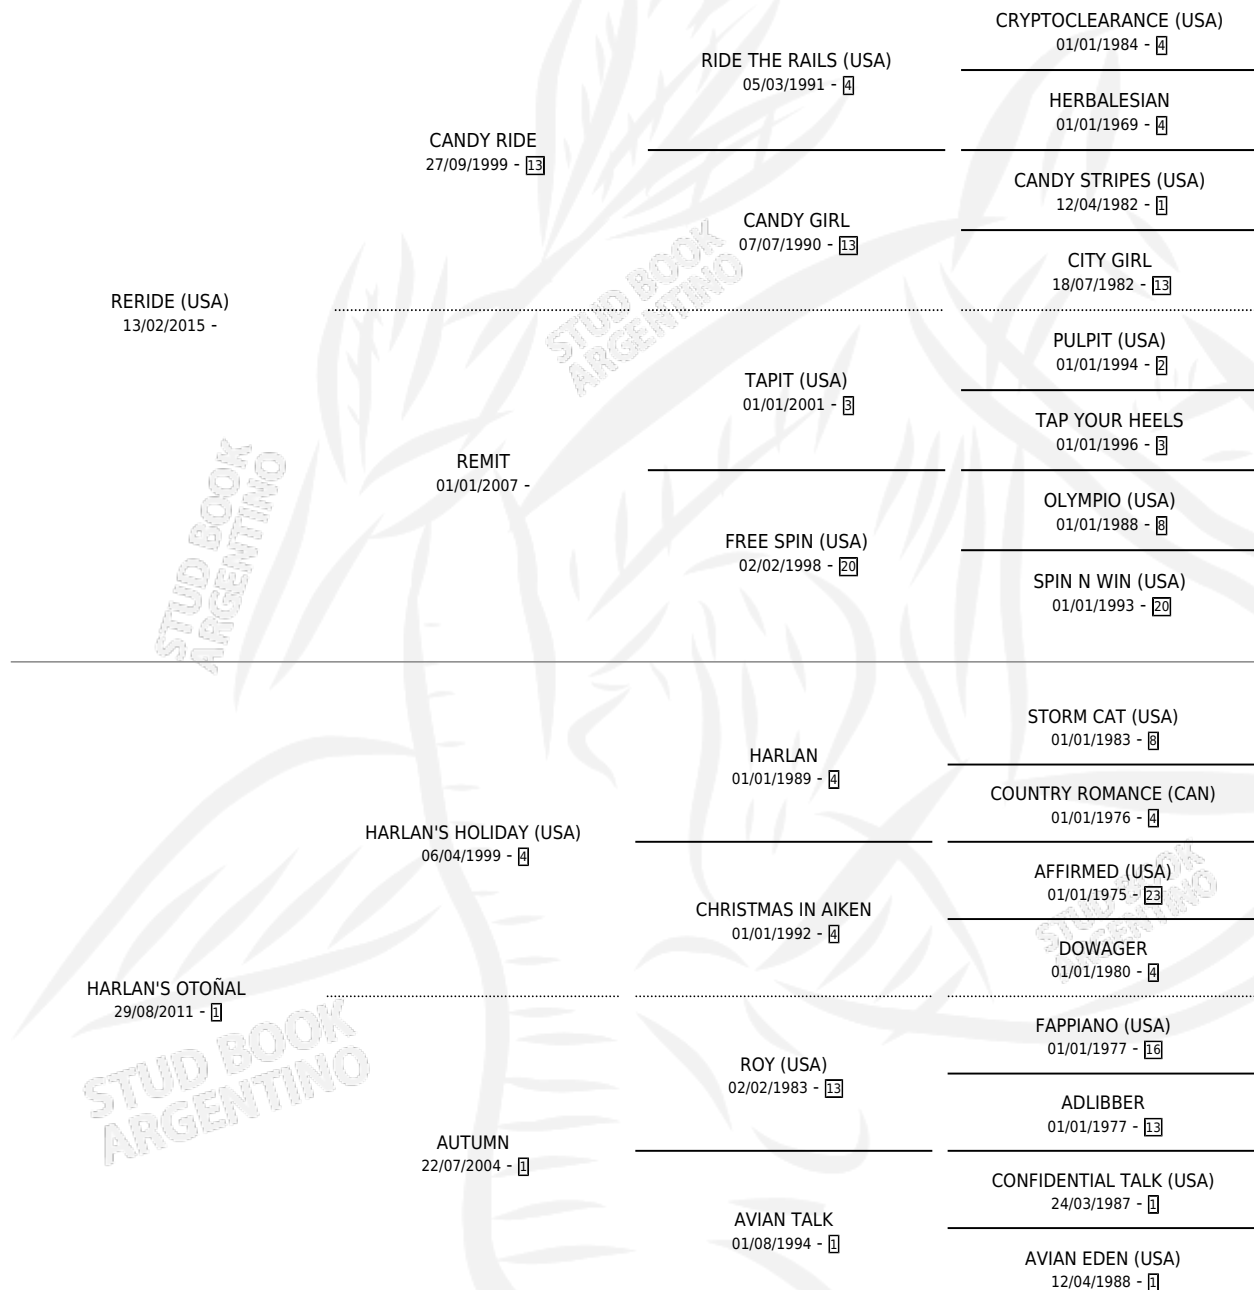 CRYPTOCLEARANCE (USA)
01/01/1984 - 4
RIDE THE RAILS (USA)
05/03/1991 - 4
HERBALESIAN
01/01/1969 - 4
CANDY RIDE
27/09/1999 - 13
CANDY STRIPES (USA)
12/04/1982 - 1
CANDY GIRL
07/07/1990 - 13
CITY GIRL
18/07/1982 - 13
RERIDE (USA)
13/02/2015 -
STUD BOOK
ARGENTINO
PULPIT (USA)
01/01/1994 - 2
TAPIT (USA)
01/01/2001 - 3
TAP YOUR HEELS
01/01/1996 - 3
REMIT
01/01/2007 -
OLYMPIO (USA)
01/01/1988 - 8
FREE SPIN (USA)
02/02/1998 - 20
SPIN N WIN (USA)
01/01/1993 - 20
STUD BOOK
ARGENTINO
STORM CAT (USA)
01/01/1983 - 8
HARLAN
01/01/1989 - 4
COUNTRY ROMANCE (CAN)
01/01/1976 - 4
HARLAN'S HOLIDAY (USA)
06/04/1999 - 4
AFFIRMED (USA)
01/01/1975 - 23
CHRISTMAS IN AIKEN
01/01/1992 - 4
STUD BOOK
ARGENTINO
DOWAGER
01/01/1980 - 4
HARLAN'S OTOÑAL
29/08/2011 - 1
STUD BOOK
ARGENTINO
FAPPIANO (USA)
01/01/1977 - 16
ROY (USA)
02/02/1983 - 13
ADLIBBER
01/01/1977 - 13
AUTUMN
22/07/2004 - 1
CONFIDENTIAL TALK (USA)
24/03/1987 - 1
AVIAN TALK
01/08/1994 - 1
AVIAN EDEN (USA)
12/04/1988 - 1